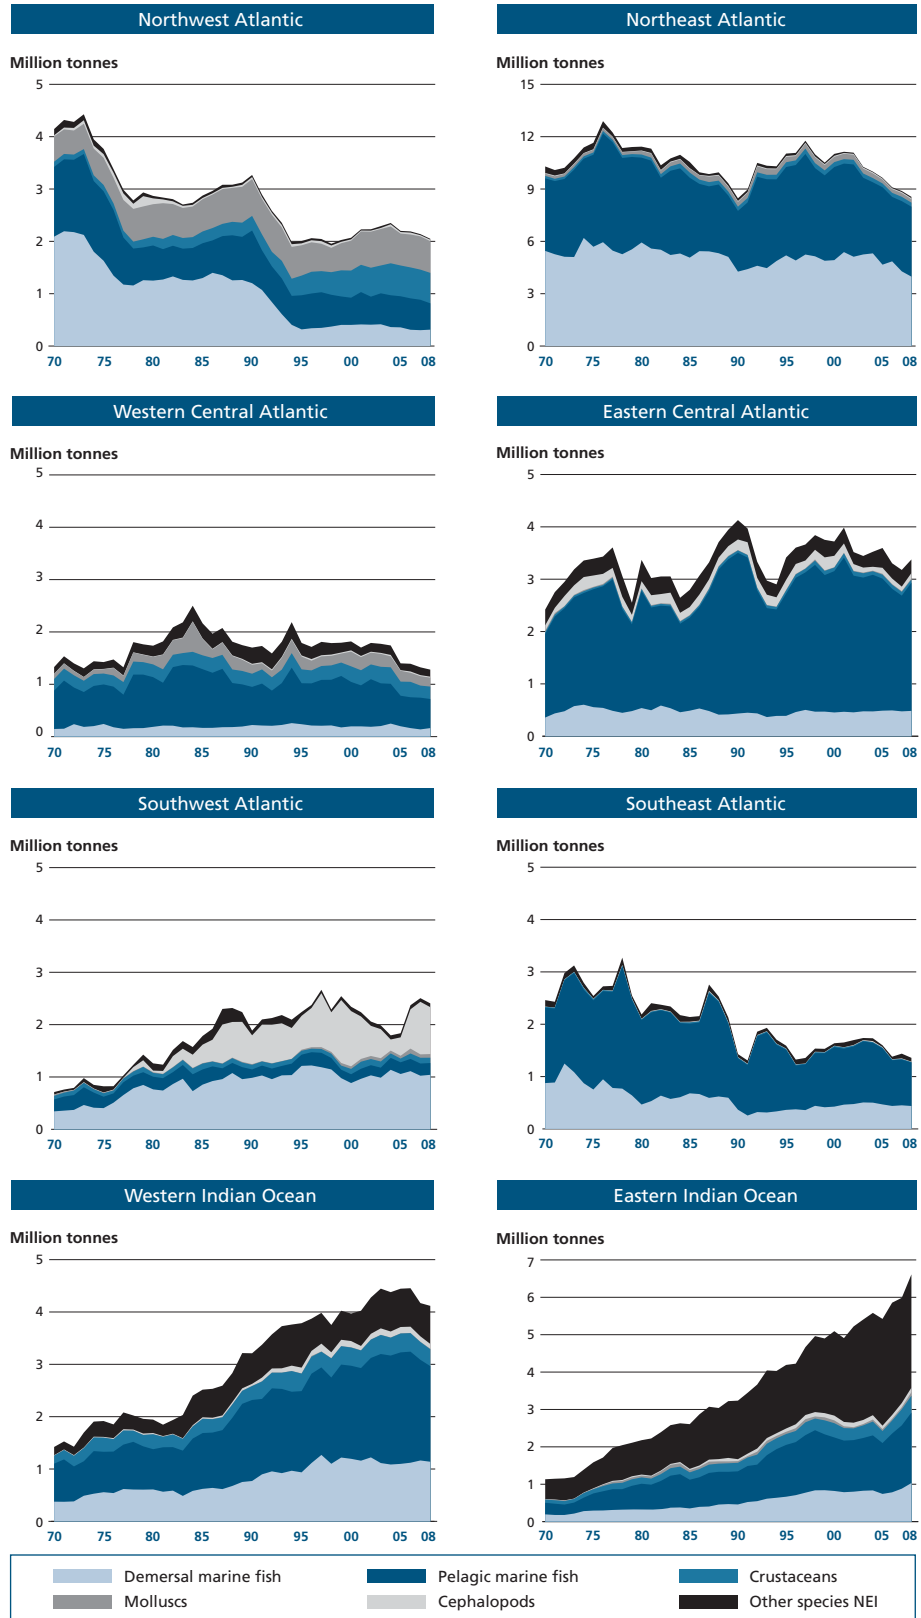 Northwest Atlantic
Northeast Atlantic
Million tonnes
Million tonnes
5
4
3
2
1
0
70 75 80 85 90 95 00 05 08
15
12
9
6
3
0
70 75 80 85 90 95 00 05 08
Western Central Atlantic
Eastern Central Atlantic
Million tonnes
Million tonnes
5
4
3
2
1
0
70 75 80 85 90 95 00 05 08
5
4
3
2
1
0
70 75 80 85 90 95 00 05 08
Southwest Atlantic
Southeast Atlantic
Million tonnes
Million tonnes
5
4
3
2
1
0
70 75 80 85 90 95 00 05 08
5
4
3
2
1
0
70 75 80 85 90 95 00 05 08
Western Indian Ocean
Eastern Indian Ocean
Million tonnes
Million tonnes
5
4
3
2
1
0
70 75 80 85 90 95 00 05 08
7
6
5
4
3
2
1
0
70 75 80 85 90 95 00 05 08
Demersal marine fish Pelagic marine fish Crustaceans
Molluscs Cephalopods Other species NEI